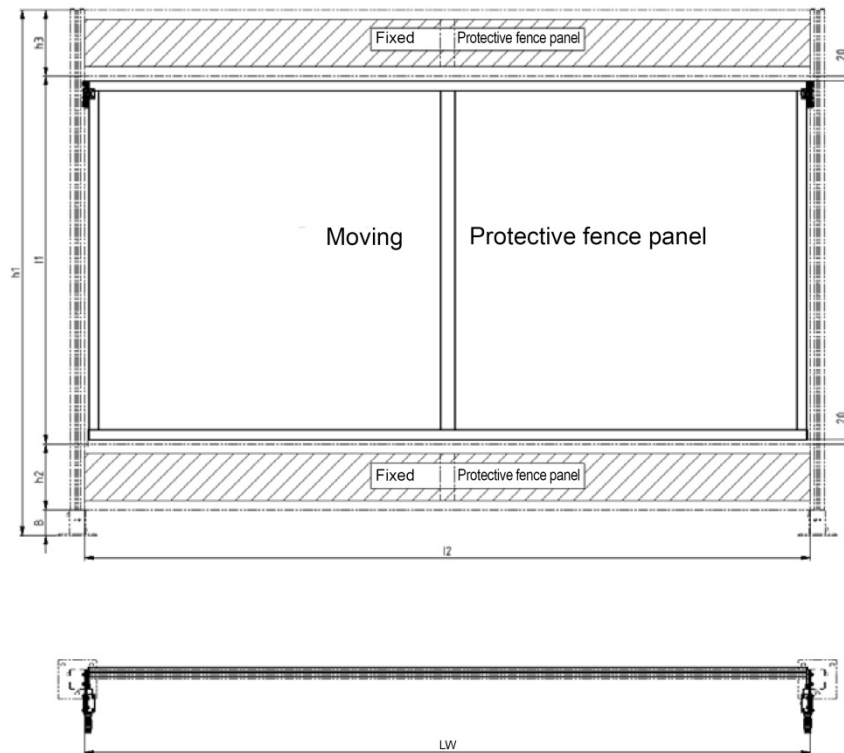 h3
Fixed Protective fence panel
20
h1
l1
Moving Protective fence panel
20
h2
Fixed Protective fence panel
B
l2
LW